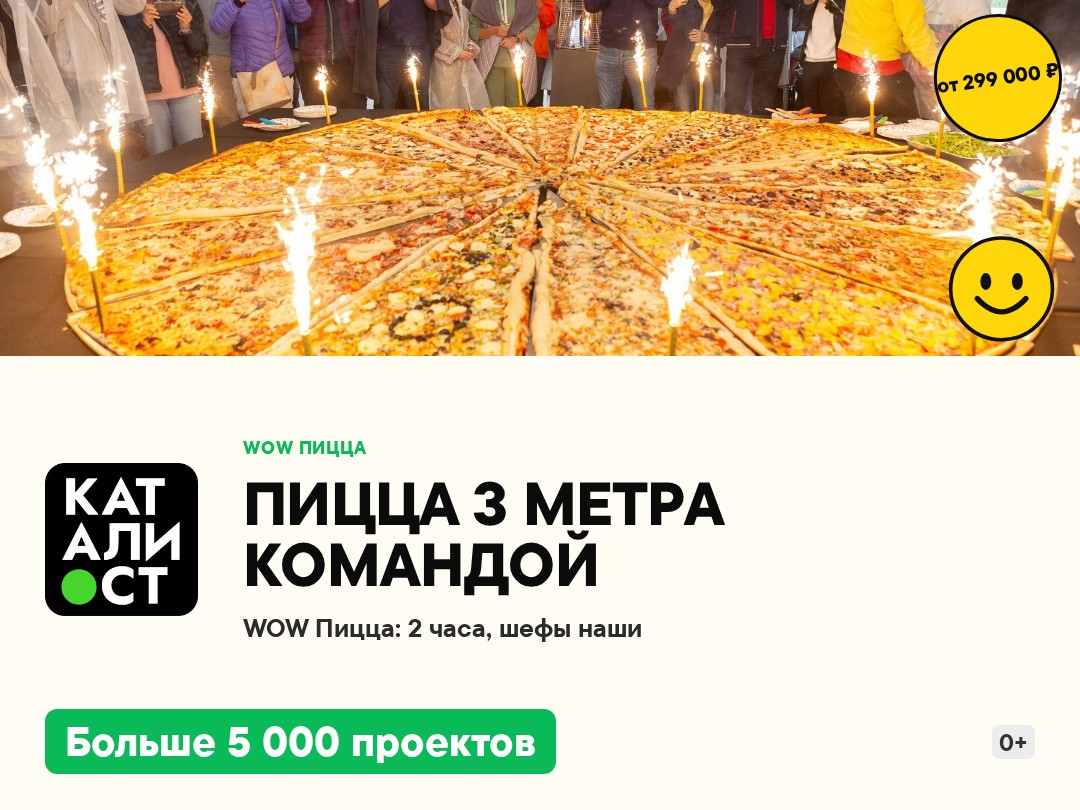 от 299 000 ₽
WOW ПИЦЦА
ПИЦЦА 3 МЕТРА
КОМАНДОЙ
WOW Пицца: 2 часа, шефы наши
КАТ
АЛИ
СТ
Больше 5 000 проектов
0+